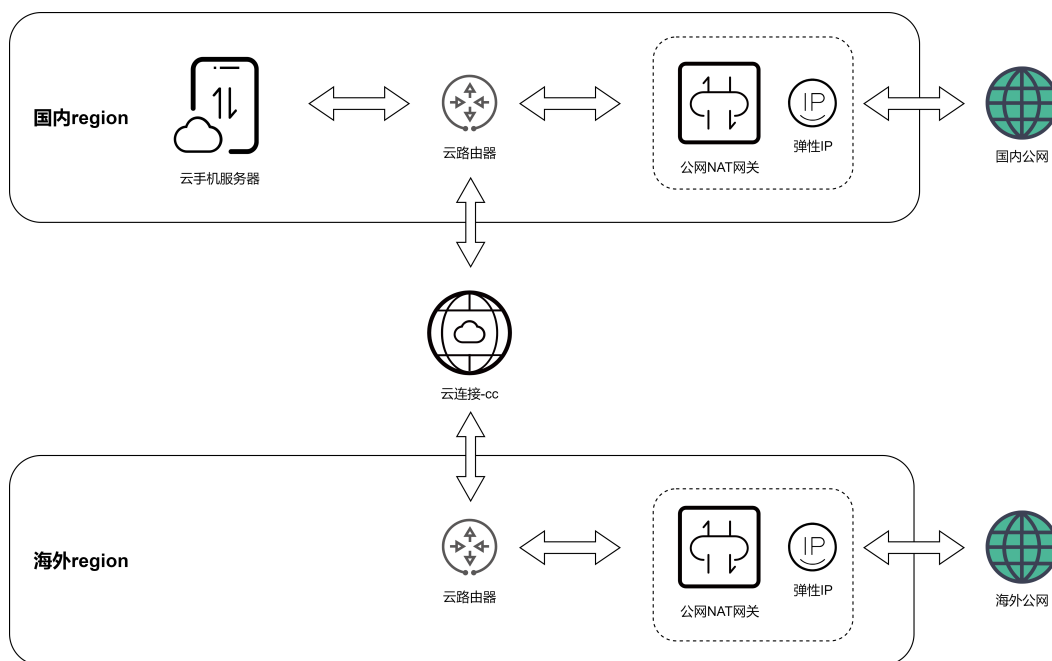 国内region
云手机服务器
云路由器
公网NAT网关
IP
弹性IP
国内公网
云连接-cc
海外region
云路由器
公网NAT网关
IP
弹性IP
海外公网